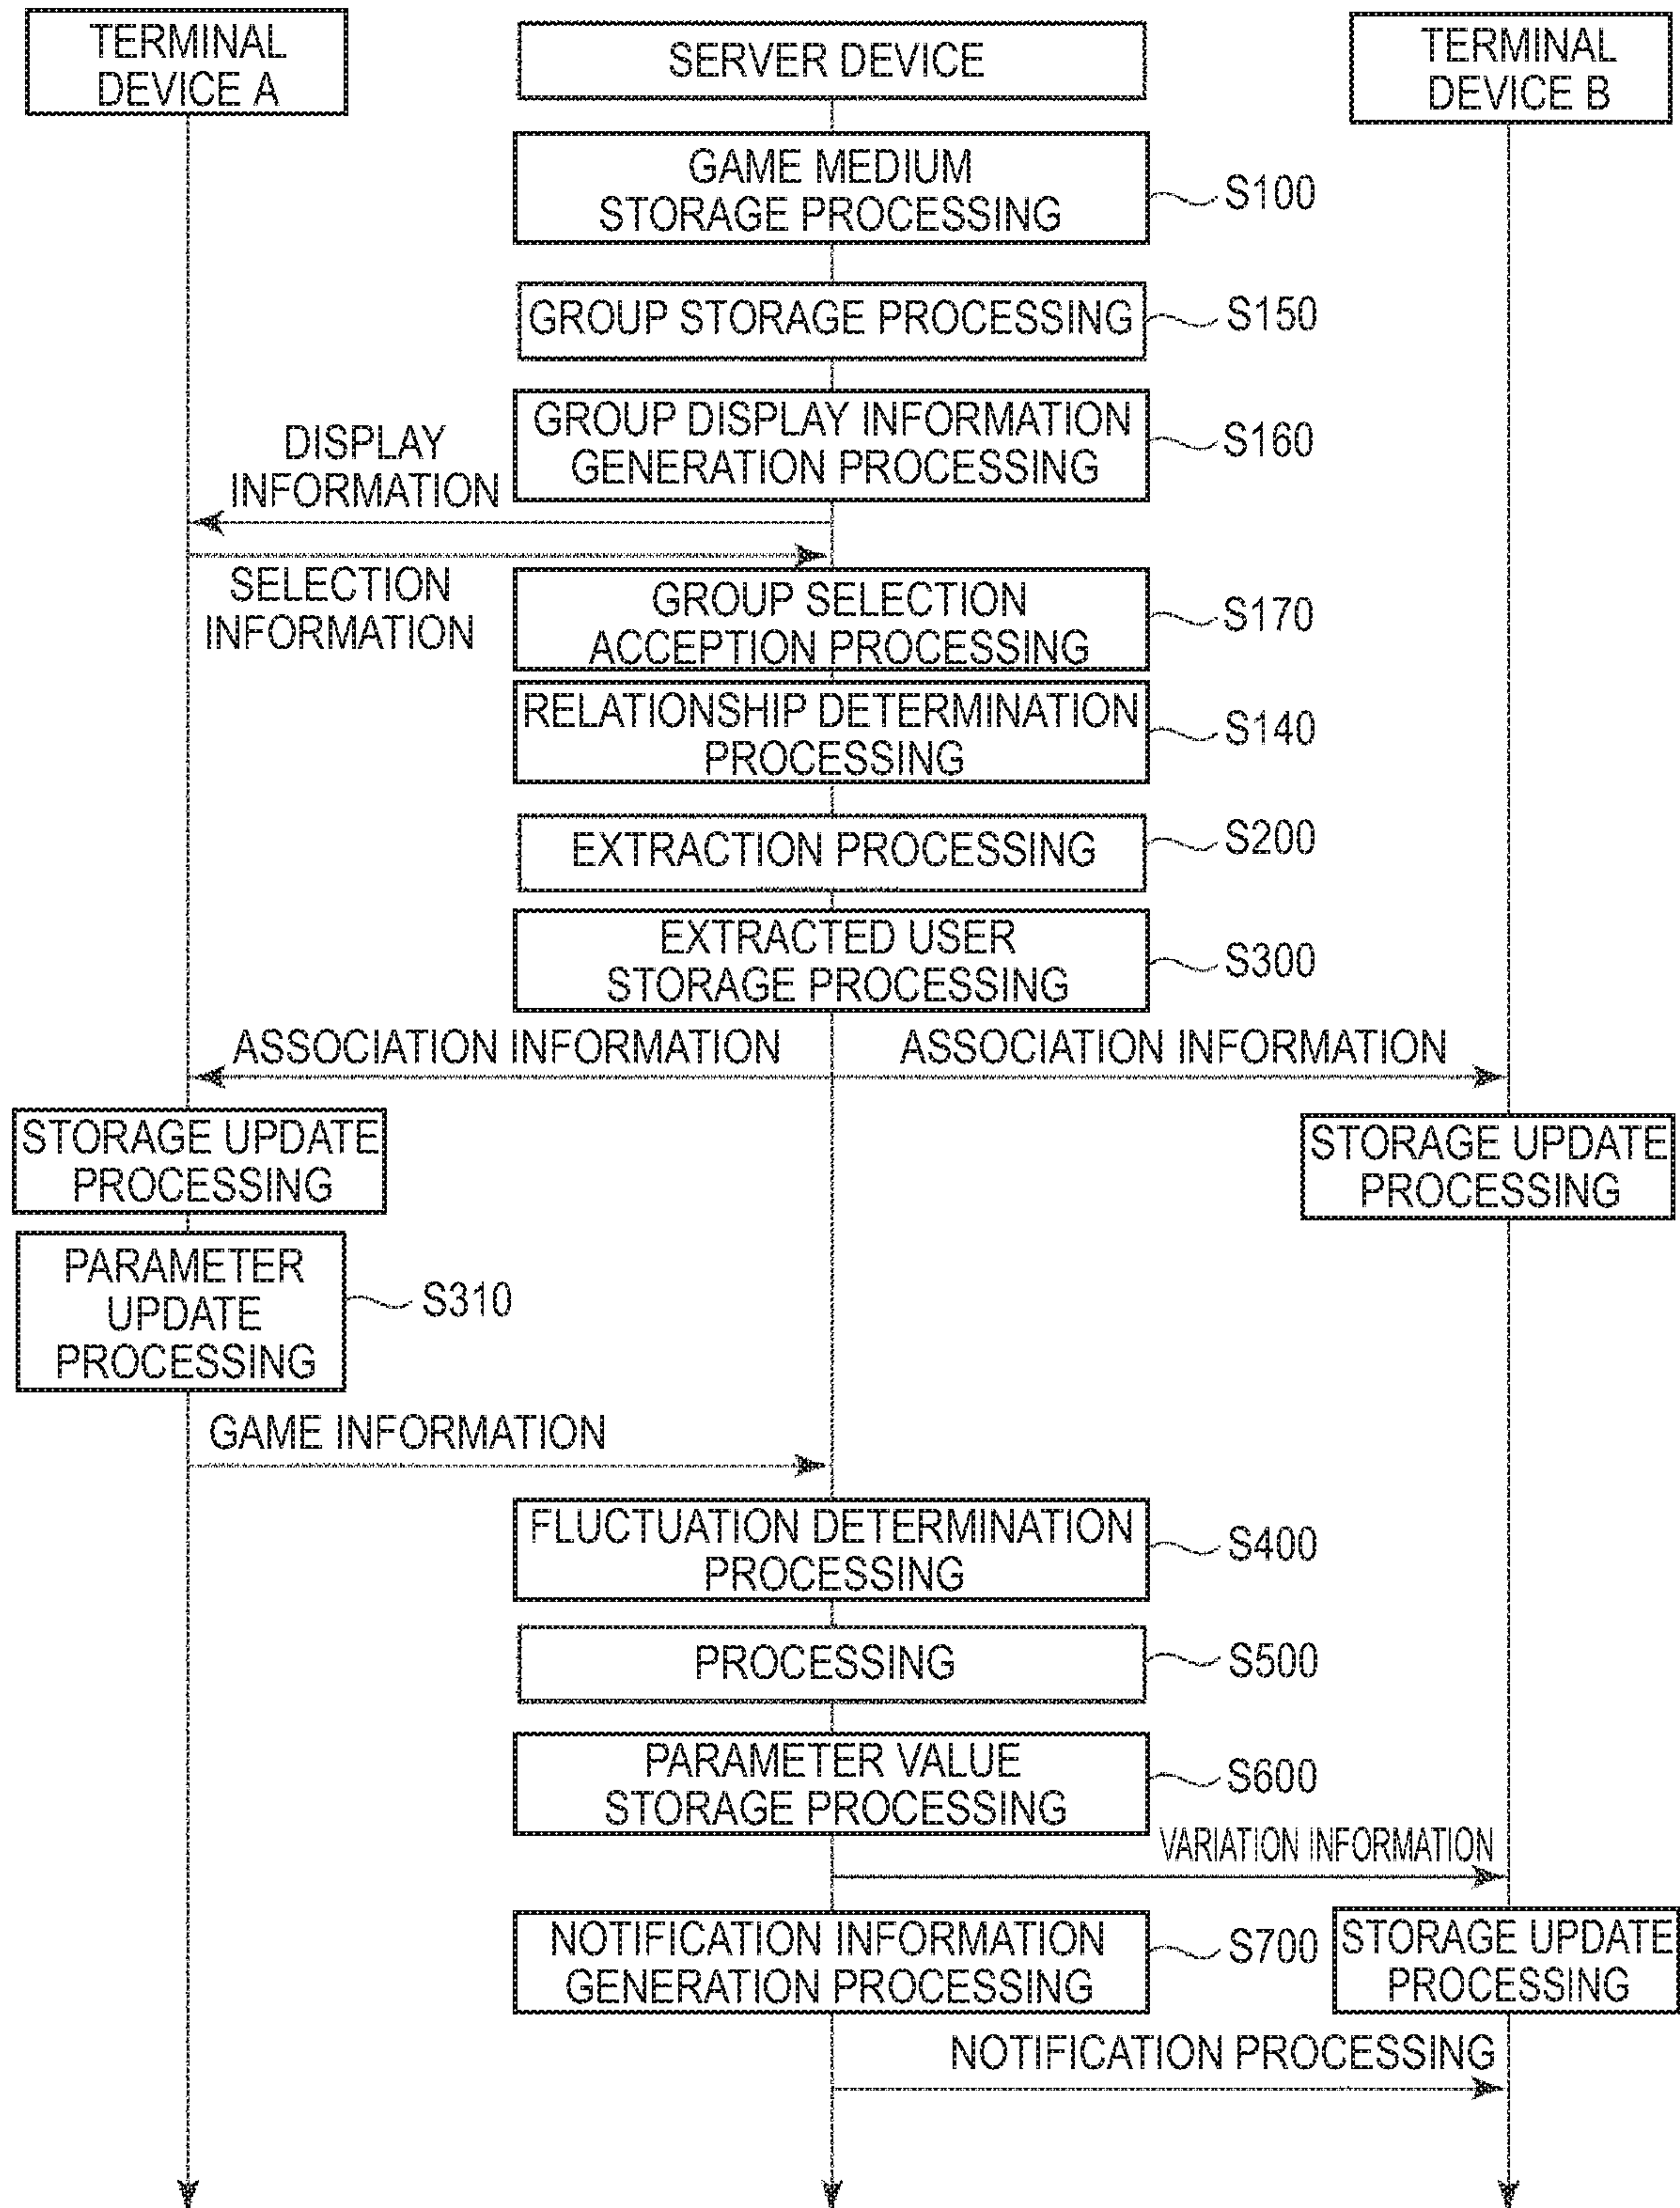 TERMINAL
DEVICE A
SERVER DEVICE
TERMINAL
DEVICE B
GAME MEDIUM
STORAGE PROCESSING
S100
GROUP STORAGE PROCESSING
S150
GROUP DISPLAY INFORMATION
GENERATION PROCESSING
S160
DISPLAY
INFORMATION
SELECTION
INFORMATION
GROUP SELECTION
ACCEPTION PROCESSING
S170
RELATIONSHIP DETERMINATION
PROCESSING
S140
EXTRACTION PROCESSING
S200
EXTRACTED USER
STORAGE PROCESSING
S300
ASSOCIATION INFORMATION
ASSOCIATION INFORMATION
STORAGE UPDATE
PROCESSING
STORAGE UPDATE
PROCESSING
PARAMETER
UPDATE
PROCESSING
S310
GAME INFORMATION
FLUCTUATION DETERMINATION
PROCESSING
S400
PROCESSING
S500
PARAMETER VALUE
STORAGE PROCESSING
S600
VARIATION INFORMATION
NOTIFICATION INFORMATION
GENERATION PROCESSING
S700
STORAGE UPDATE
PROCESSING
NOTIFICATION PROCESSING